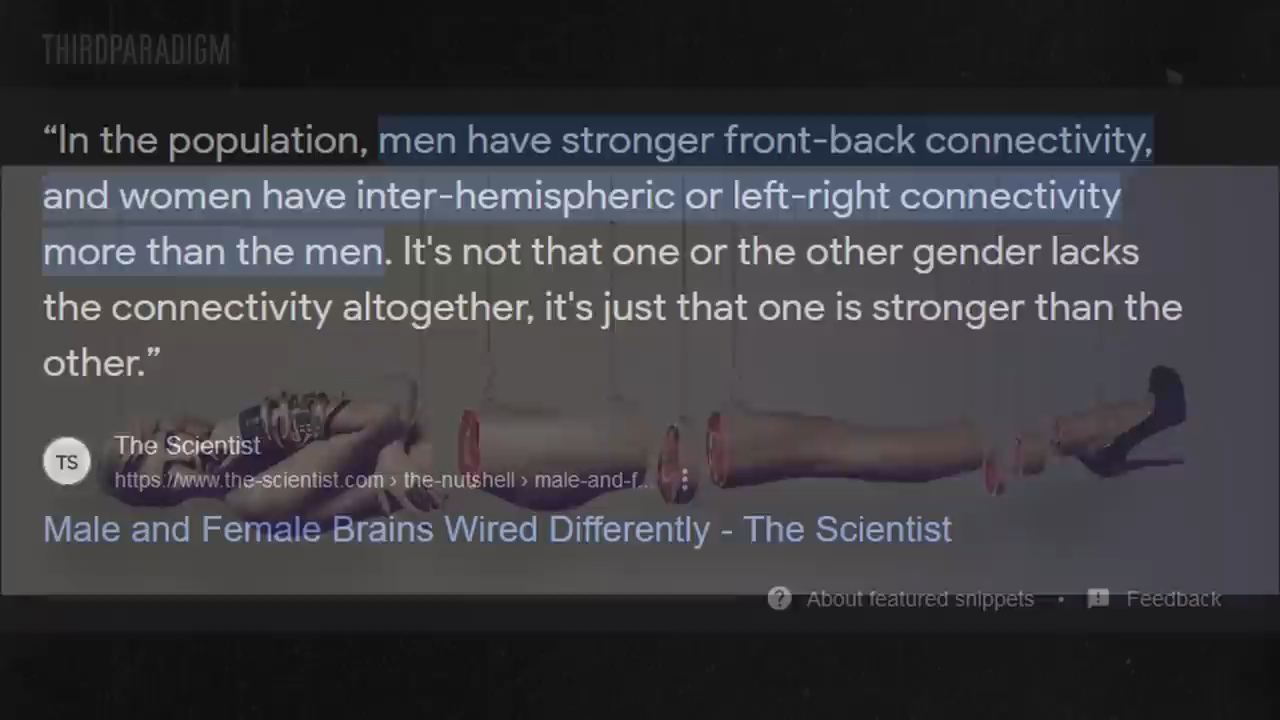 THIRDPARADIGM
“In the population, men have stronger front-back connectivity,
and women have inter-hemispheric or left-right connectivity
more than the men. It's not that one or the other gender lacks
the connectivity altogether, it's just that one is stronger than the
other.”
TS
The Scientist
https://www.the-scientist.com › the-nutshell › male-and-f...
Male and Female Brains Wired Differently - The Scientist
? About featured snippets • Feedback